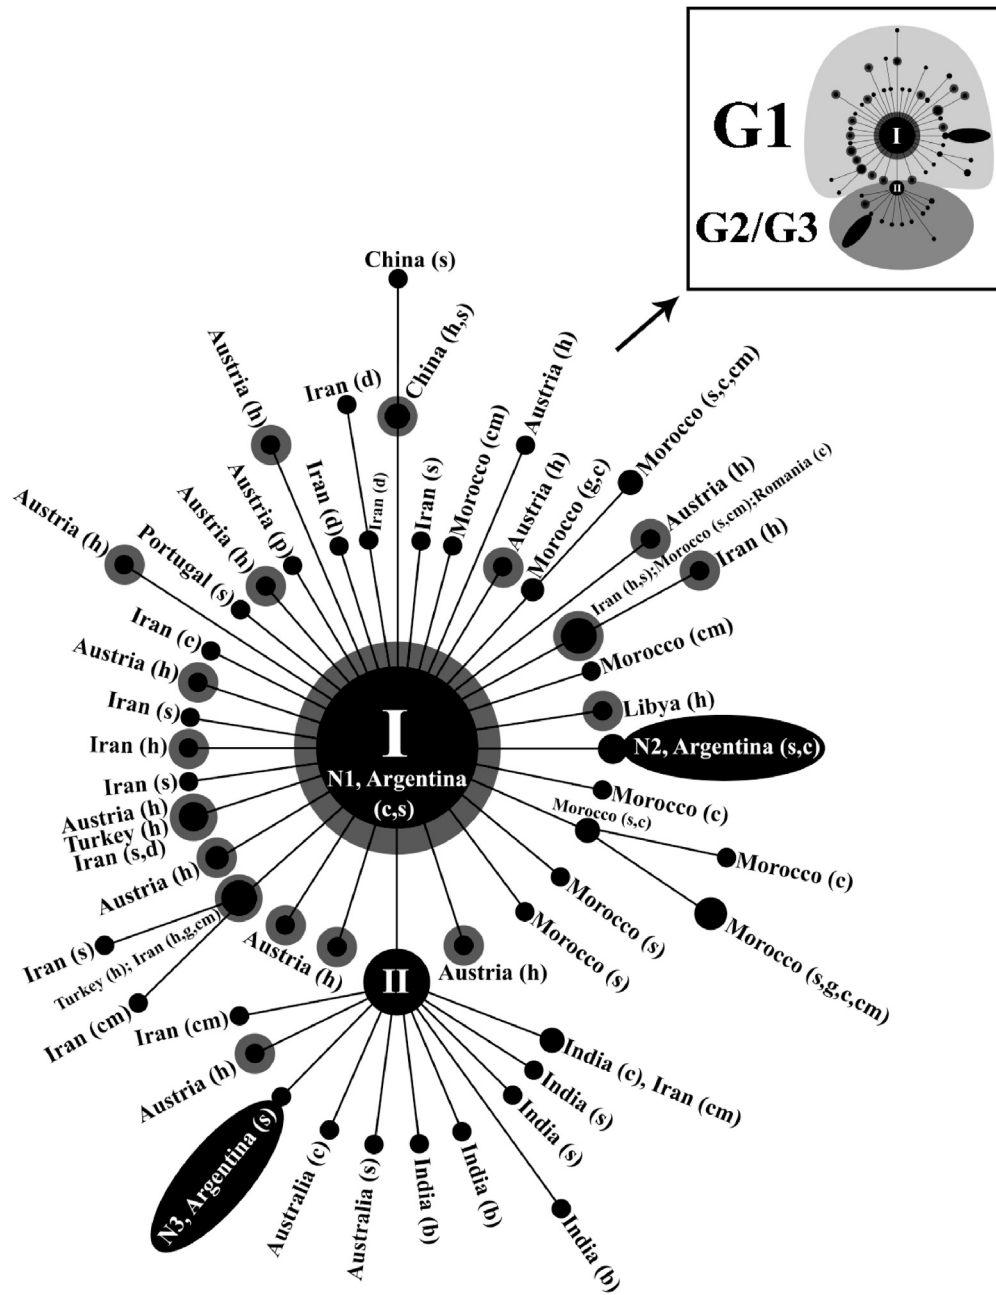 G1
I
II
G2/G3
China (s)
China (h,s)
Austria (h)
Iran (d)
Austria (h)
Iran (d)
Iran (d)
Iran (s)
Morocco (cm)
Austria (h)
Morocco (g,c)
Morocco (s,c,cm)
Austria (h)
Iran (h,s);Morocco (s,cm);Romania (c)
Iran (h)
Austria (h)
Austria (p)
Austria (h)
Portugal (s)
Iran (c)
Austria (h)
Iran (s)
Iran (h)
Iran (s)
Austria (h)
Turkey (h)
Iran (s,d)
Austria (h)
Turkey (h); Iran (h,g,cm)
Iran (s)
Iran (cm)
Morocco (cm)
Libya (h)
I
N1, Argentina
(c,s)
N2, Argentina (s,c)
Morocco (c)
Morocco (s,c)
Morocco (c)
Morocco (s,g,c,cm)
Morocco (s)
Morocco (s)
Austria (h)
Austria (h)
II
Iran (cm)
Austria (h)
N3, Argentina (s)
Australia (c)
Australia (s)
India (b)
India (b)
India (b)
India (s)
India (s)
India (c), Iran (cm)